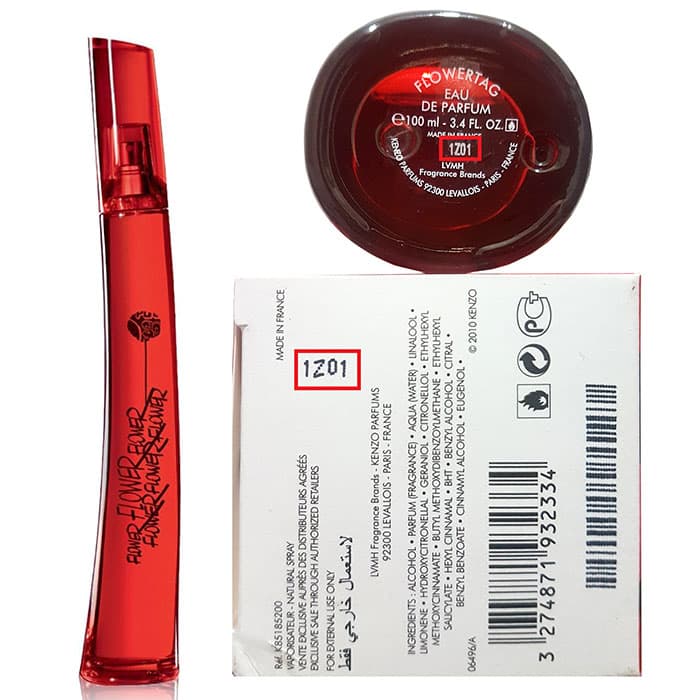 FLOWER FLOWER FLOWER
FLOWER FLOWER FLOWER
FLOWERTAG
EAU
DE PARFUM
℮100 ml - 3.4 FL. OZ.
MADE IN FRANCE
1Z01
LVMH
Fragrance Brands
KENZO PARFUMS 92300 LEVALLOIS - PARIS - FRANCE
MADE IN FRANCE
1Z01
Réf. K85185200
VAPORISATEUR - NATURAL SPRAY
VENTE EXCLUSIVE AUPRÈS DES DISTRIBUTEURS AGRÉÉS
EXCLUSIVE SALE THROUGH AUTHORIZED RETAILERS
FOR EXTERNAL USE ONLY
لاستعمال خارجي فقط
LVMH Fragrance Brands - KENZO PARFUMS
92300 LEVALLOIS - PARIS - FRANCE
INGREDIENTS : ALCOHOL • PARFUM (FRAGRANCE) • AQUA (WATER) • LINALOOL •
LIMONENE • HYDROXYCITRONELLAL • GERANIOL • CITRONELLOL • ETHYLHEXYL
METHOXYCINNAMATE • BUTYL METHOXYDIBENZOYLMETHANE • ETHYLHEXYL
SALICYLATE • HEXYL CINNAMAL • BHT • BENZYL ALCOHOL • CITRAL •
BENZYL BENZOATE • CINNAMYL ALCOHOL • EUGENOL •
06496/A
© 2010 KENZO
3 274871 932334